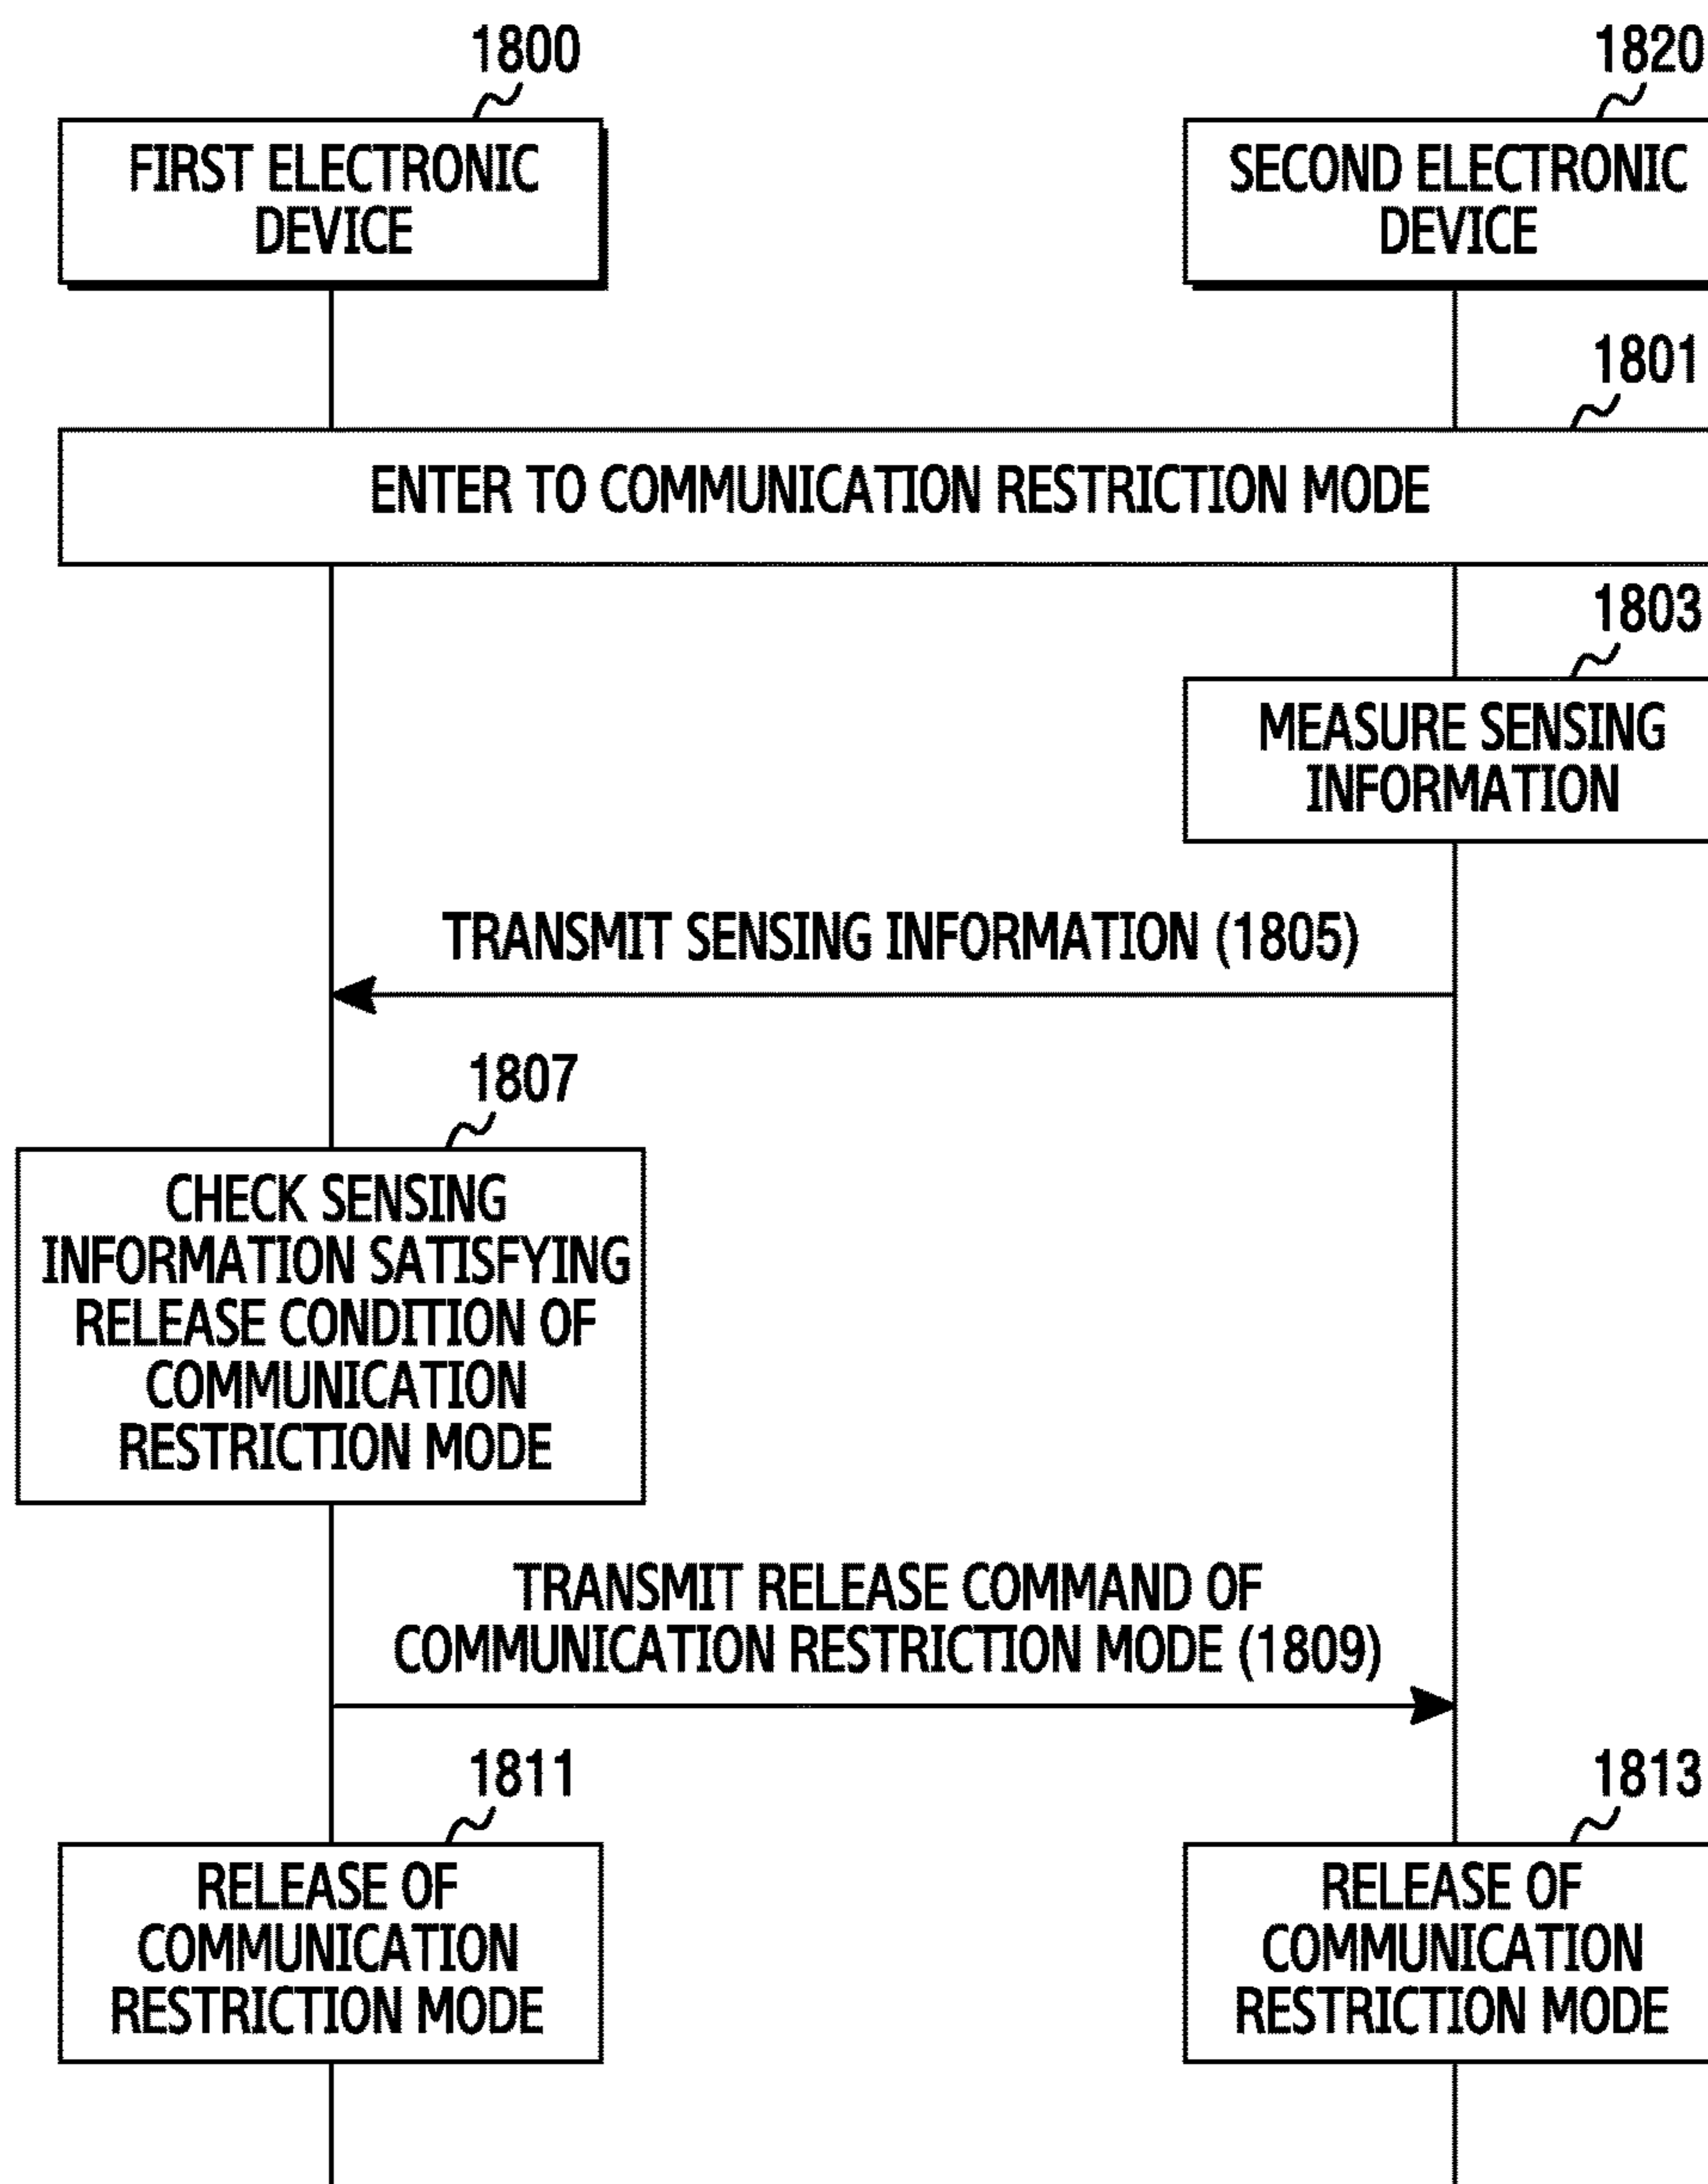 1800
1820
FIRST ELECTRONIC
DEVICE
SECOND ELECTRONIC
DEVICE
1801
ENTER TO COMMUNICATION RESTRICTION MODE
1803
MEASURE SENSING
INFORMATION
TRANSMIT SENSING INFORMATION (1805)
1807
CHECK SENSING
INFORMATION SATISFYING
RELEASE CONDITION OF
COMMUNICATION
RESTRICTION MODE
TRANSMIT RELEASE COMMAND OF
COMMUNICATION RESTRICTION MODE (1809)
1811
1813
RELEASE OF
COMMUNICATION
RESTRICTION MODE
RELEASE OF
COMMUNICATION
RESTRICTION MODE